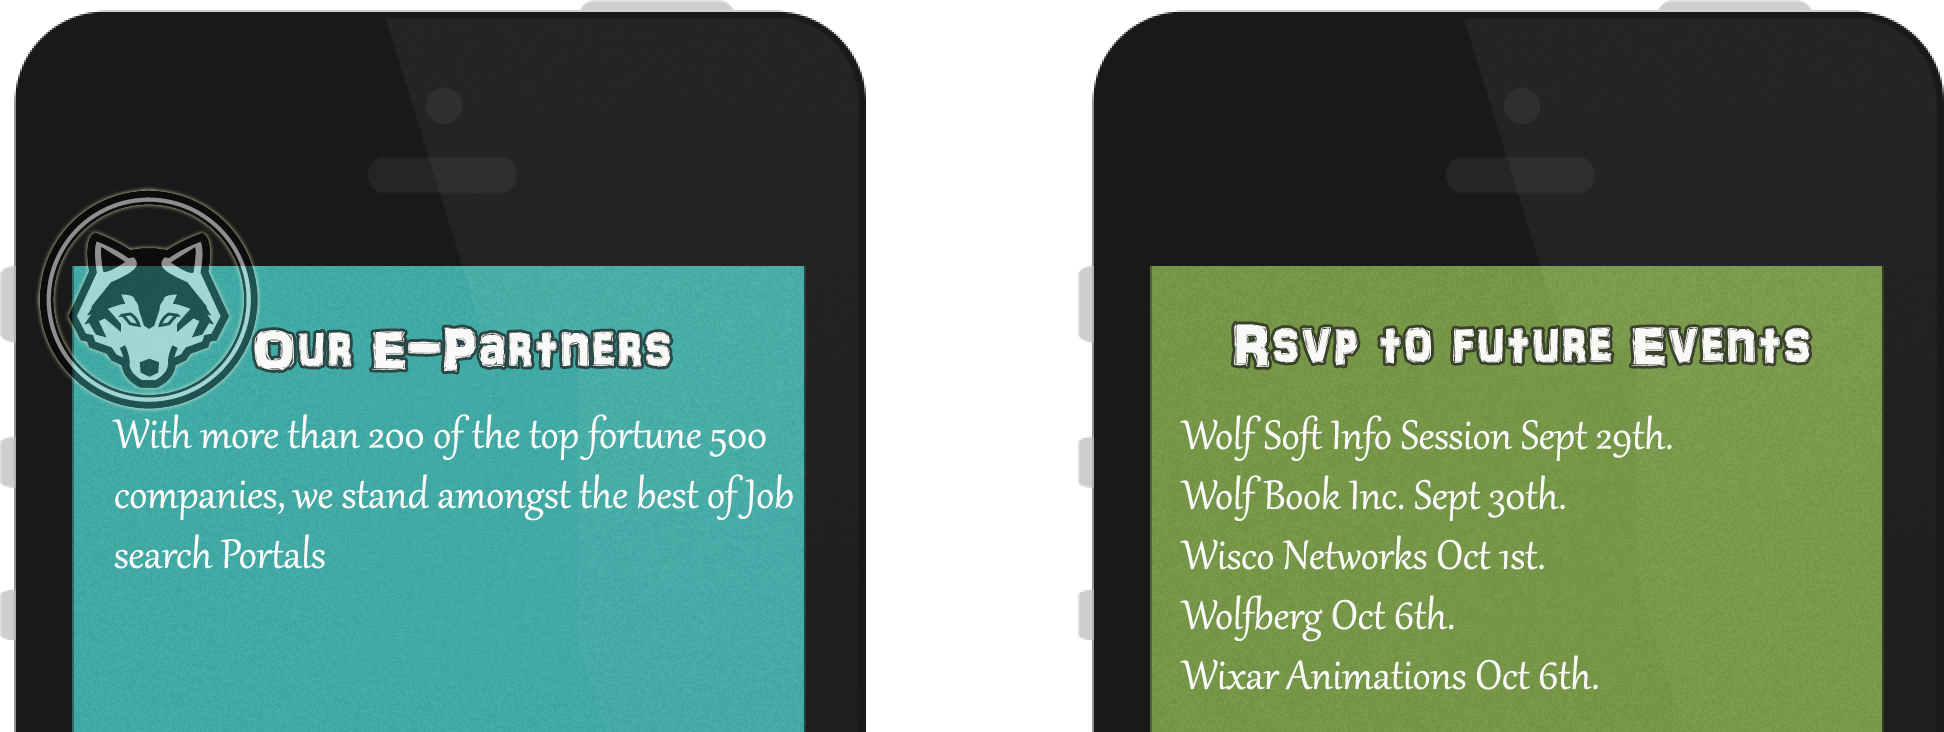 Our E-Partners
With more than 200 of the top fortune 500
companies, we stand amongst the best of Job
search Portals
Rsvp to future Events
Wolf Soft Info Session Sept 29th.
Wolf Book Inc. Sept 30th.
Wisco Networks Oct 1st.
Wolfberg Oct 6th.
Wixar Animations Oct 6th.